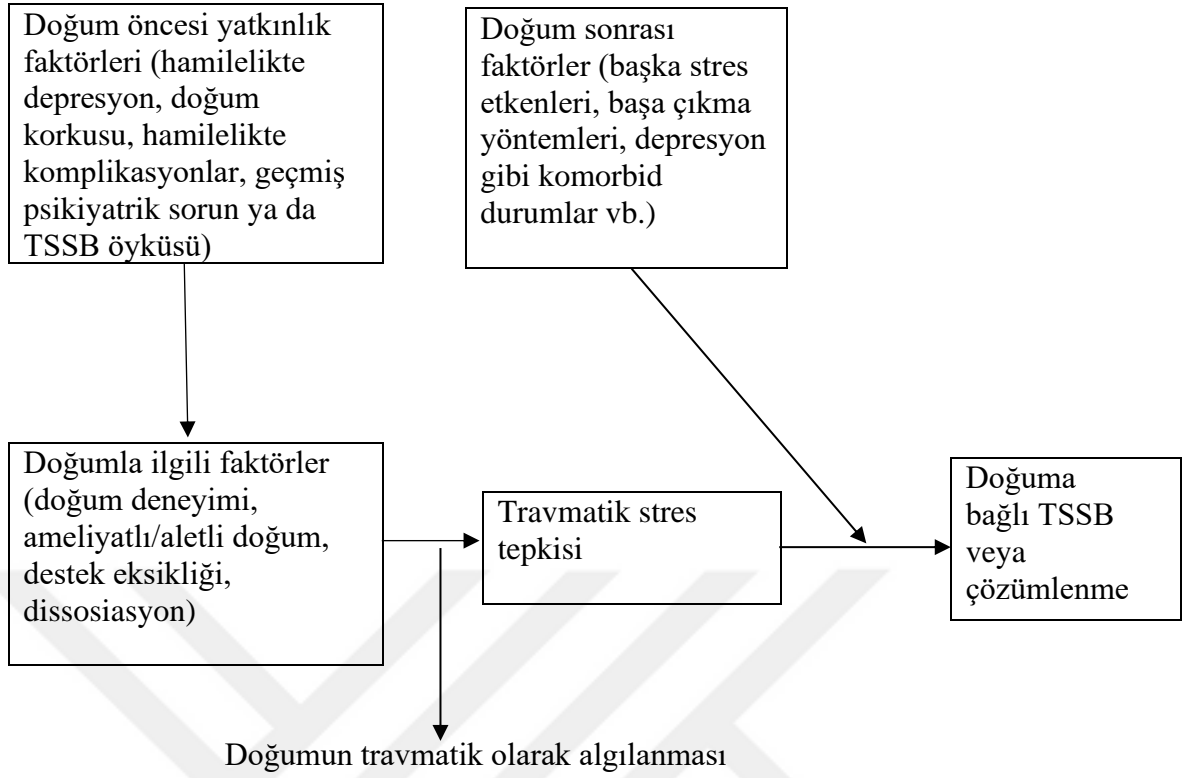 Doğum öncesi yatkınlık
faktörleri (hamilelikte
depresyon, doğum
korkusu, hamilelikte
komplikasyonlar, geçmiş
psikiyatrik sorun ya da
TSSB öyküsü)
Doğum sonrası
faktörler (başka stres
etkenleri, başa çıkma
yöntemleri, depresyon
gibi komorbid
durumlar vb.)
Doğumla ilgili faktörler
(doğum deneyimi,
ameliyatlı/aletli doğum,
destek eksikliği,
dissosiasyon)
Travmatik stres
tepkisi
Doğuma
bağlı TSSB
veya
çözümlenme
Doğumun travmatik olarak algılanması